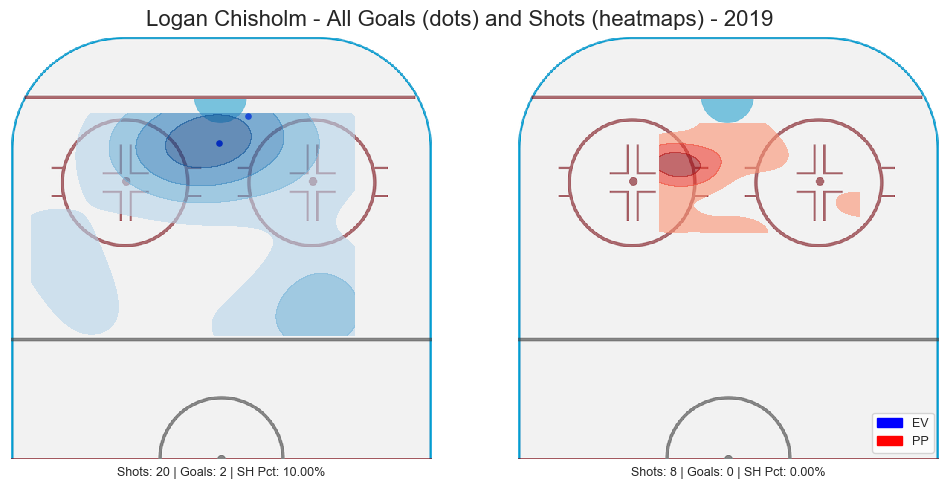 Logan Chisholm - All Goals (dots) and Shots (heatmaps) - 2019
EV
PP
Shots: 20 | Goals: 2 | SH Pct: 10.00%
Shots: 8 | Goals: 0 | SH Pct: 0.00%